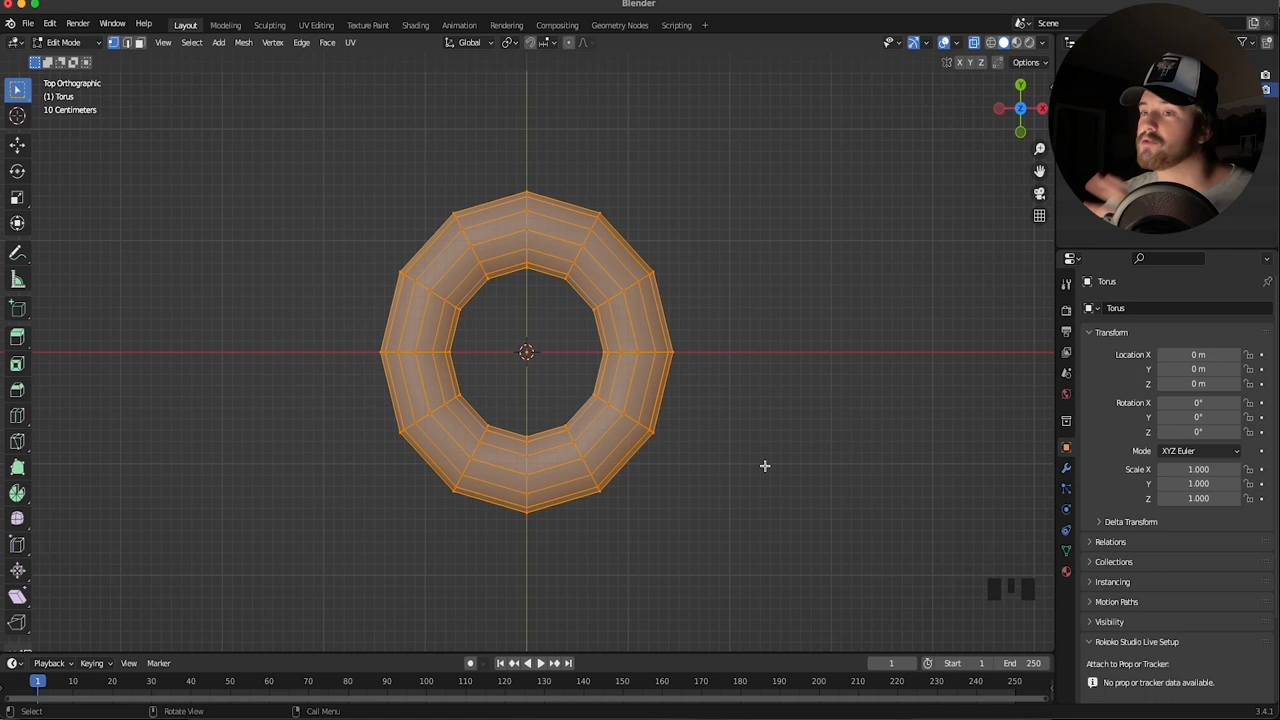 Blender
File Edit Render Window Help
Layout Modeling Sculpting UV Editing Texture Paint Shading Animation Rendering Compositing Geometry Nodes Scripting +
Scene
Edit Mode View Select Add Mesh Vertex Edge Face UV
Global
X Y Z Options
Top Orthographic
(1) Torus
10 Centimeters
Y
Z
X
Torus
Torus
Transform
Location X 0 m
Y 0 m
Z 0 m
Rotation X 0°
Y 0°
Z 0°
Mode XYZ Euler
Scale X 1.000
Y 1.000
Z 1.000
Delta Transform
Relations
Collections
Instancing
Motion Paths
Visibility
Rokoko Studio Live Setup
Attach to Prop or Tracker:
No prop or tracker data available.
Playback Keying View Marker
1 Start 1 End 250
1 10 20 30 40 50 60 70 80 90 100 110 120 130 140 150 160 170 180 190 200 210 220 230 240 250
Select Rotate View Call Menu
3.4.1